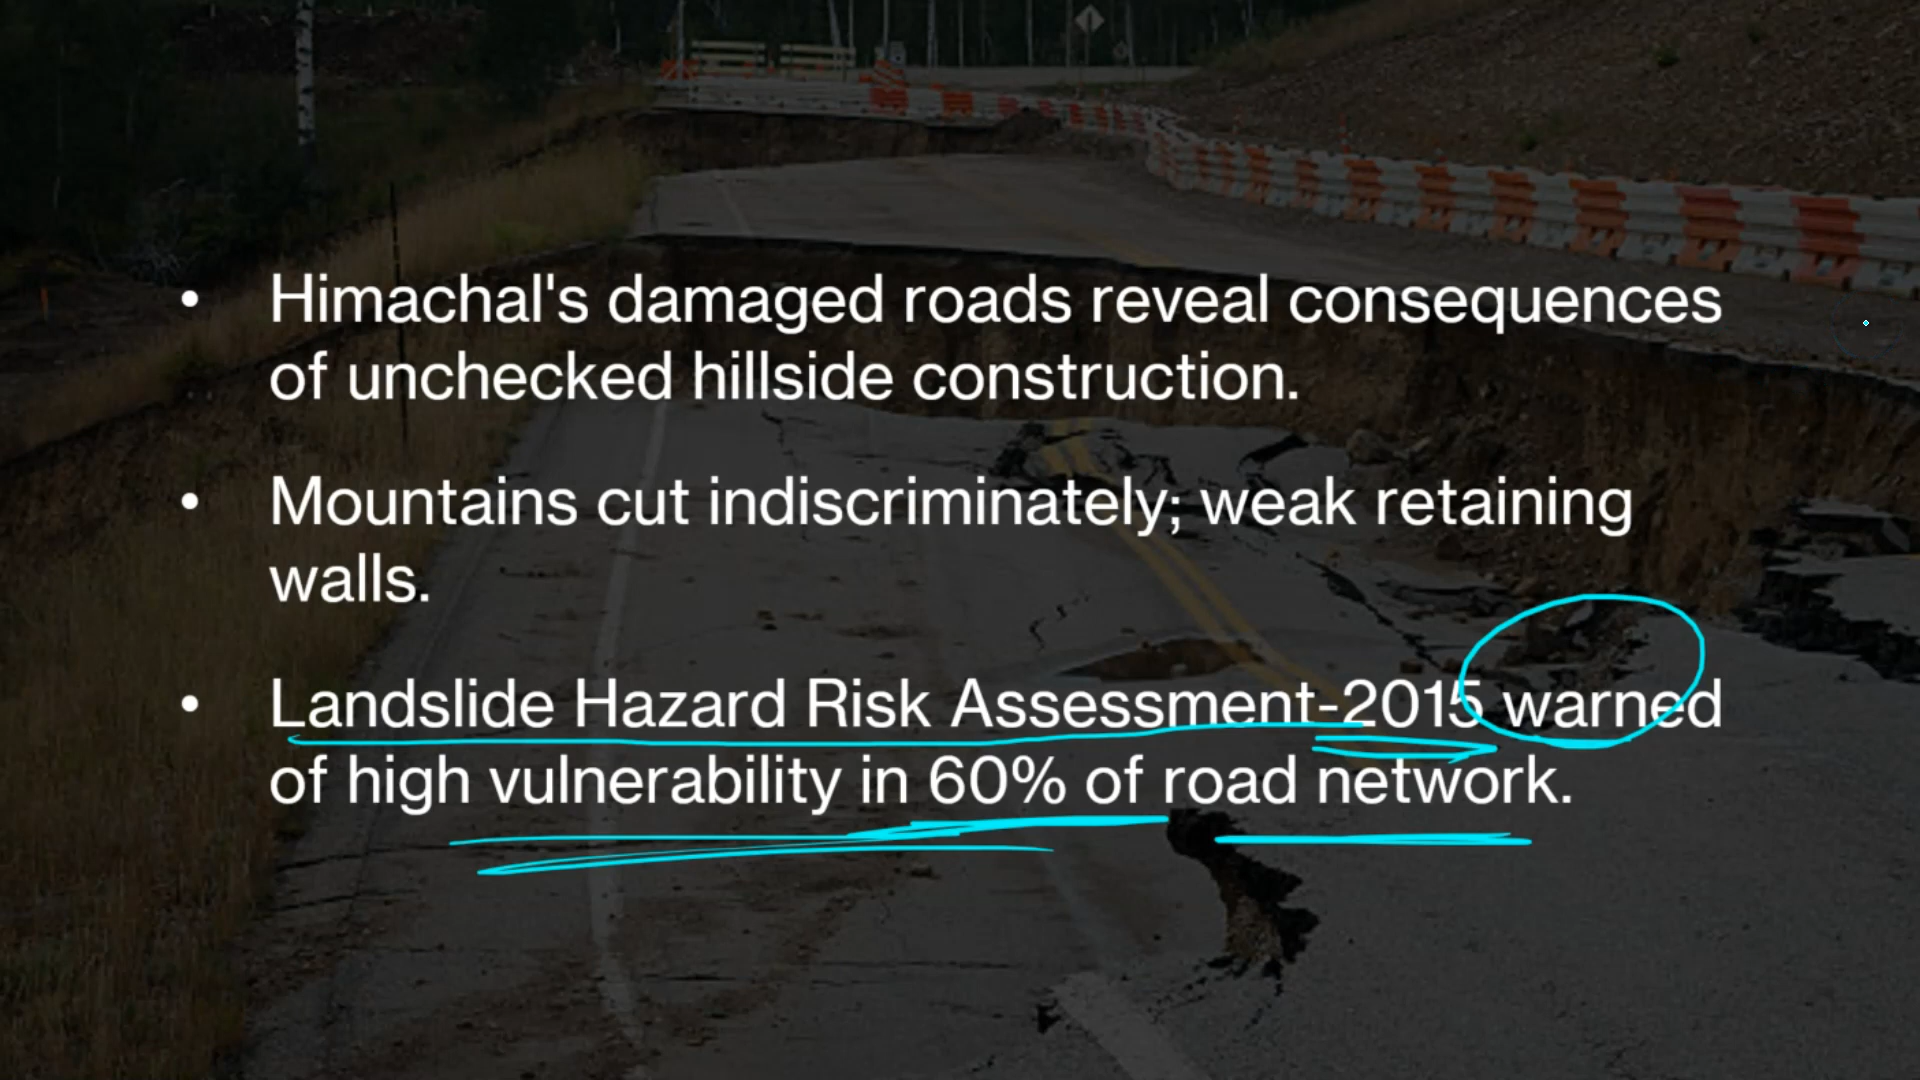 • Himachal's damaged roads reveal consequences
of unchecked hillside construction.
• Mountains cut indiscriminately; weak retaining
walls.
• Landslide Hazard Risk Assessment-2015 warned
of high vulnerability in 60% of road network.